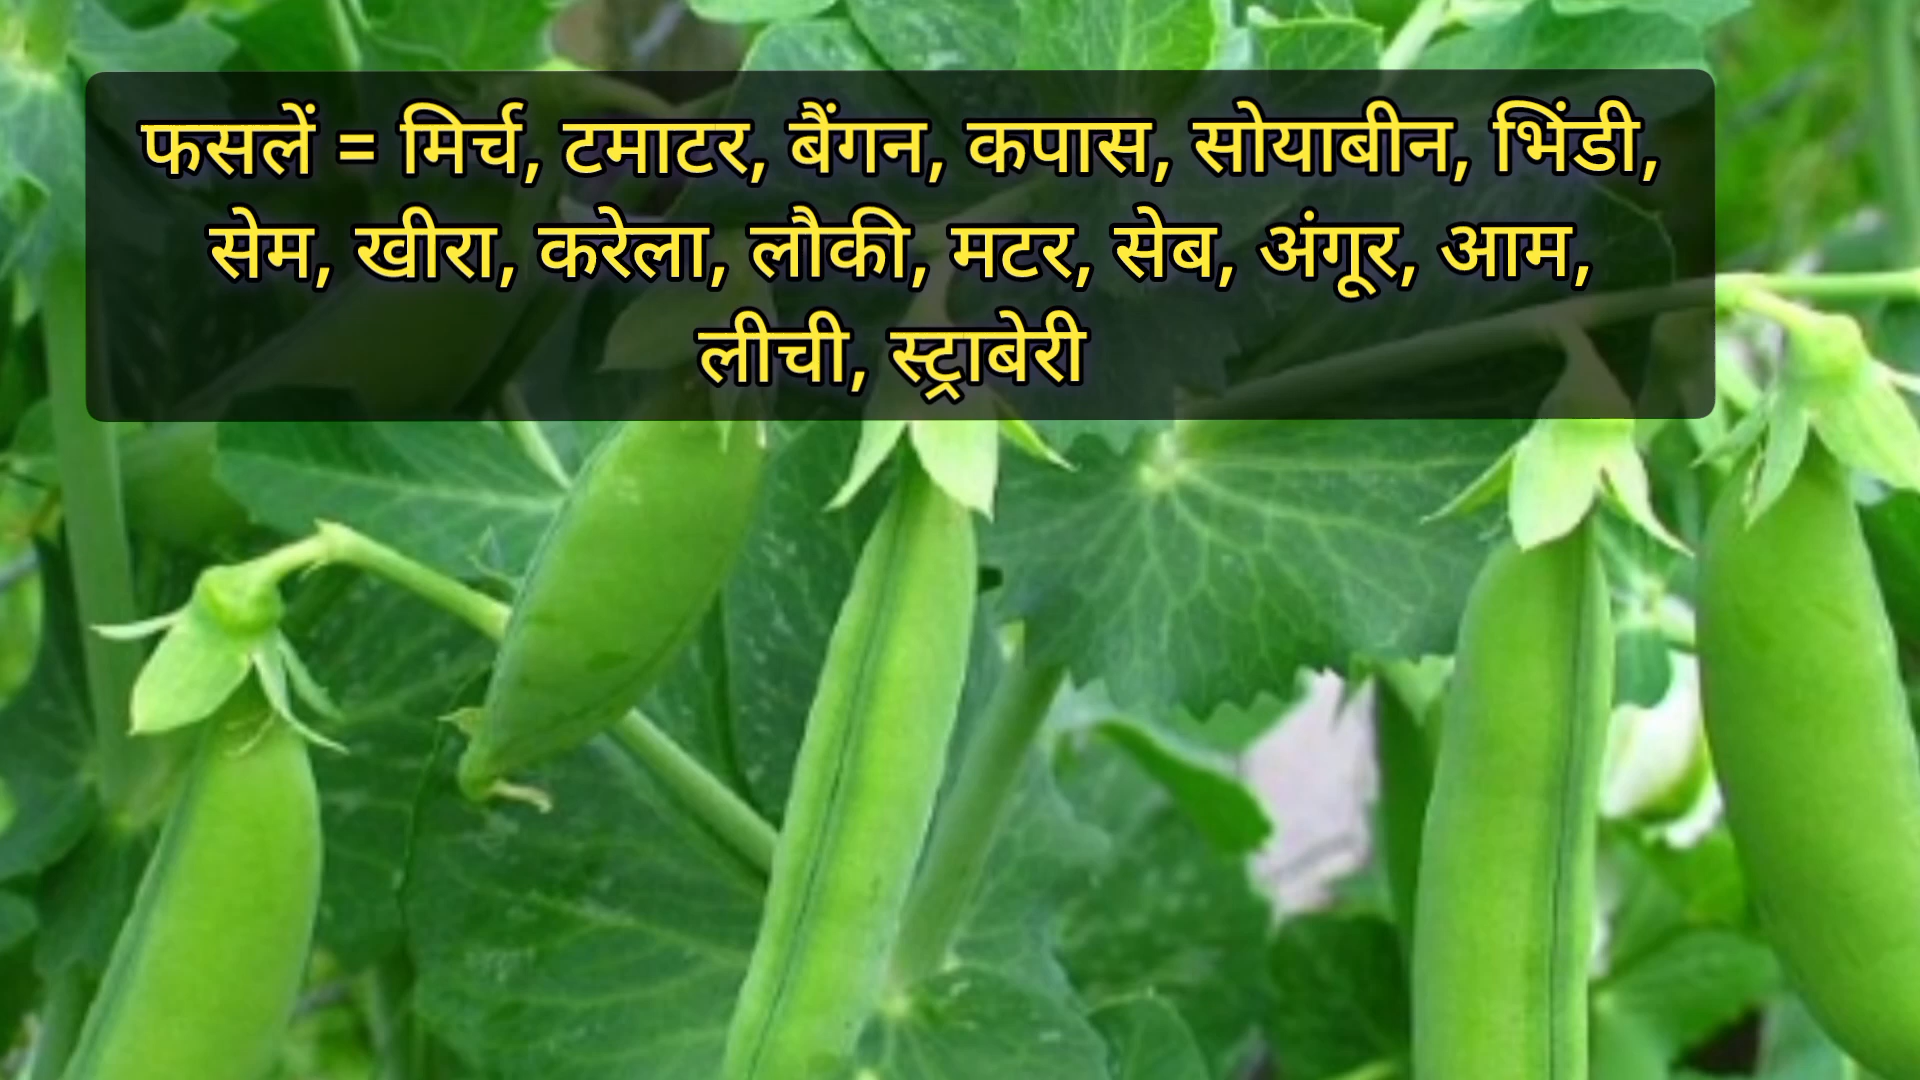 फसलें = मिर्च, टमाटर, बैंगन, कपास, सोयाबीन, भिंडी,
सेम, खीरा, करेला, लौकी, मटर, सेब, अंगूर, आम,
लीची, स्ट्राबेरी